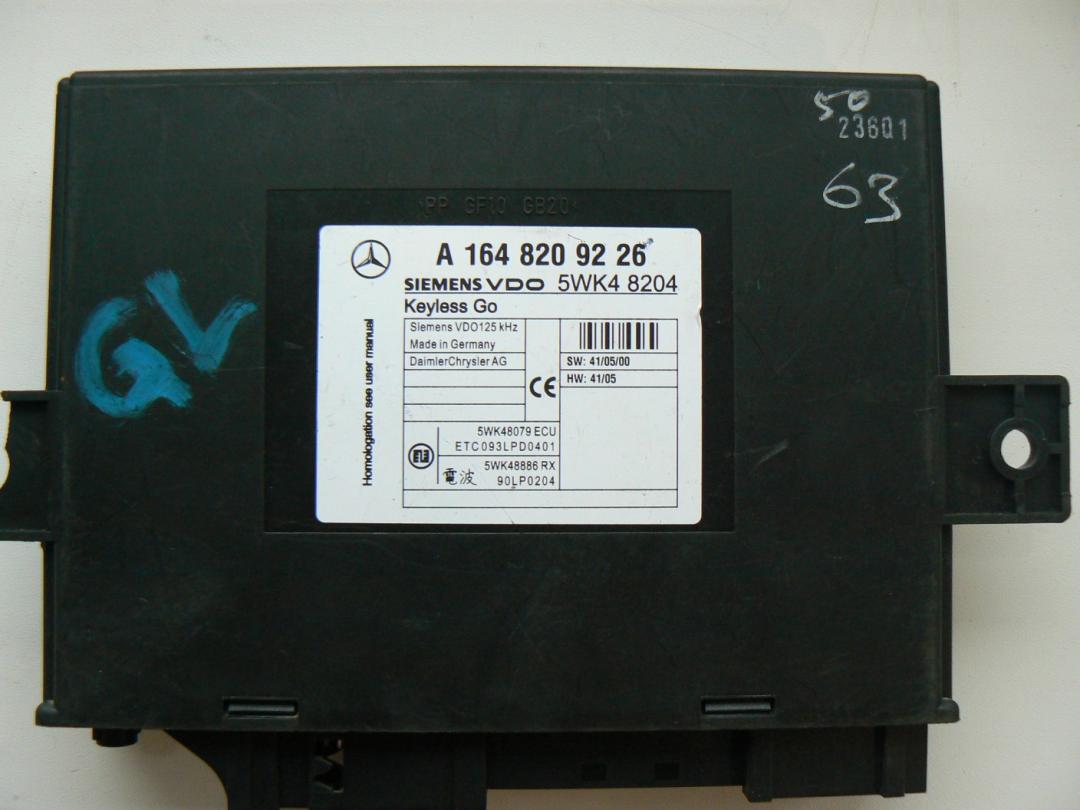 50
23601
63
PP GF10 GB20
GV
A 164 820 92 26
SIEMENS VDO 5WK4 8204
Keyless Go
Siemens VDO125 kHz
Made in Germany
DaimlerChrysler AG
SW: 41/05/00
HW: 41/05
CE
Homologation see user manual
5WK48079 ECU
ETC093LPD0401
5WK48886 RX
電波 90LP0204